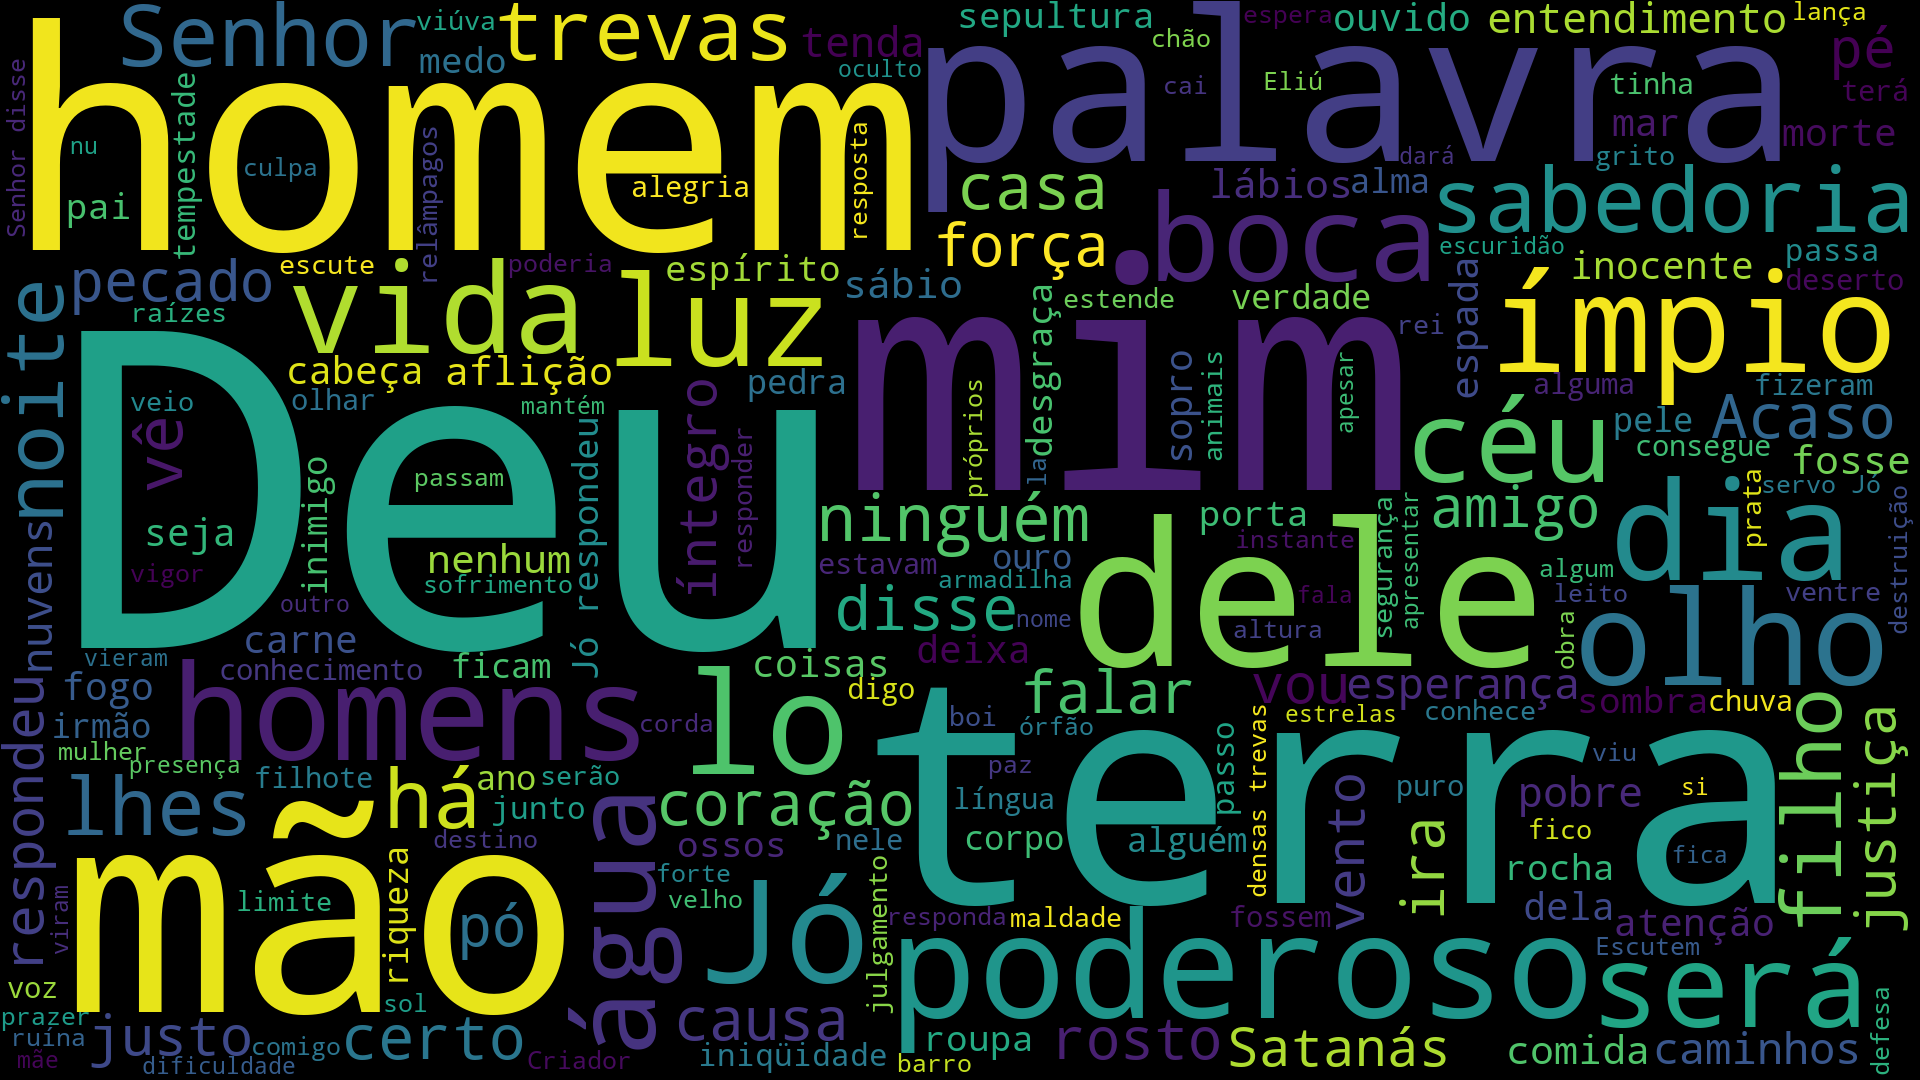 Senhor
viúva
trevas
medo
tenda
oculto
sepultura
chão
espera
ouvido
entendimento
lança
pé
terá
homem
palavra
Senhor disse
nu
pai
tempestade
culpa
relâmpagos
alegria
resposta
cai
Eliú
tinha
mar
morte
grito
dará
casa
lábios
alma
sabedoria
força
boca
escuridão
passa
deserto
inocente
ímpio
pecado
escute
raízes
vida
poderia
luz
espírito
sábio
estende
verdade
rei
espada
desgraça
mim
noite
cabeça
aflição
olhar
veio
vê
mantém
pedra
íntegro
responder
próprios
lado
sopro
animais
apesar
alguma
fizeram
pele
Acaso
céu
consegue
fosse
Deu
passam
inimigo
seja
vigor
nenhum
sofrimento
outro
Jó respondeu
ninguém
estavam
ouro
armadilha
nome
porta
instante
amigo
segurança
apresentar
prata
servo Jó
dia
algum
leito
ventre
destruição
disse
deixa
dele
fala
altura
obra
olho
nuvens
carne
vieram
conhecimento
ficam
coisas
fogo
irmão
homens
corda
lo
digo
falar
vou
esperança
sombra
chuva
estrelas
conhece
filho
justiça
respondeu
mulher
presença
filhote
boi
órfão
terra
densas trevas
passo
viu
lhes
há
ano
serão
junto
paz
língua
puro
pobre
si
vento
ira
mão
destino
água
coração
ossos
nele
corpo
alguém
fico
fica
rocha
limite
riqueza
pó
forte
velho
Jó
julgamento
responda
maldade
fossem
dela
atenção
viram
voz
sol
poderoso
Escutem
será
defesa
prazer
ruína
mãe
justo
dificuldade
comigo
certo
Criador
causa
iniqüidade
roupa
barro
rosto
Satanás
comida
caminhos